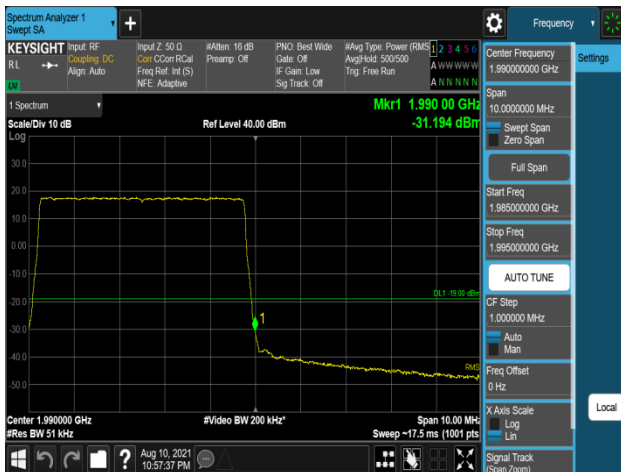 Spectrum Analyzer 1
Swept SA
+
Frequency
KEYSIGHT
RL
LXI
Input: RF
Coupling: DC
Align: Auto
Input Z: 50 Ω
Corr CCorr RCal
Freq Ref: Int (S)
NFE: Adaptive
#Atten: 16 dB
Preamp: Off
PNO: Best Wide
Gate: Off
IF Gain: Low
Sig Track: Off
#Avg Type: Power (RMS
Avg|Hold: 500/500
Trig: Free Run
1 2 3 4 5 6
A W W W W W
A N N N N N
1 Spectrum
Scale/Div 10 dB
Log
Ref Level 40.00 dBm
Mkr1 1.990 00 GHz
-31.194 dBm
30.0
20.0
10.0
0.00
-10.0
-20.0
-30.0
-40.0
-50.0
DL1 -19.00 dBm
1
RMS
Center 1.990000 GHz
#Res BW 51 kHz
#Video BW 200 kHz*
Span 10.00 MHz
Sweep ~17.5 ms (1001 pts
?
Aug 10, 2021
10:57:37 PM
Center Frequency
1.990000000 GHz
Span
10.0000000 MHz
Swept Span
Zero Span
Full Span
Start Freq
1.985000000 GHz
Stop Freq
1.995000000 GHz
AUTO TUNE
CF Step
1.000000 MHz
Auto
Man
Freq Offset
0 Hz
X Axis Scale
Log
Lin
Signal Track
(Span Zoom)
Settings
Local